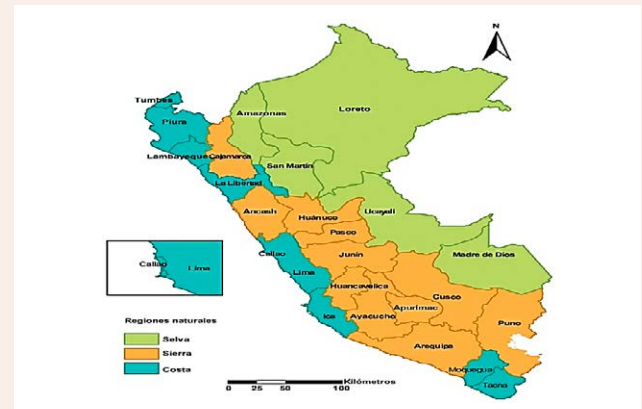 N
Tumbes
Piura
Amazonas
Loreto
Lambayeque
Cajamarca
San Martín
La Libertad
Ancash
Huánuco
Ucayali
Pasco
Callao
Junín
Madre de Dios
Lima
Callao
Lima
Huancavelica
Cusco
Ica
Ayacucho
Apurímac
Puno
Arequipa
Moquegua
Tacna
Regiones naturales
Selva
Sierra
Costa
0 25 50 100 Kilómetros